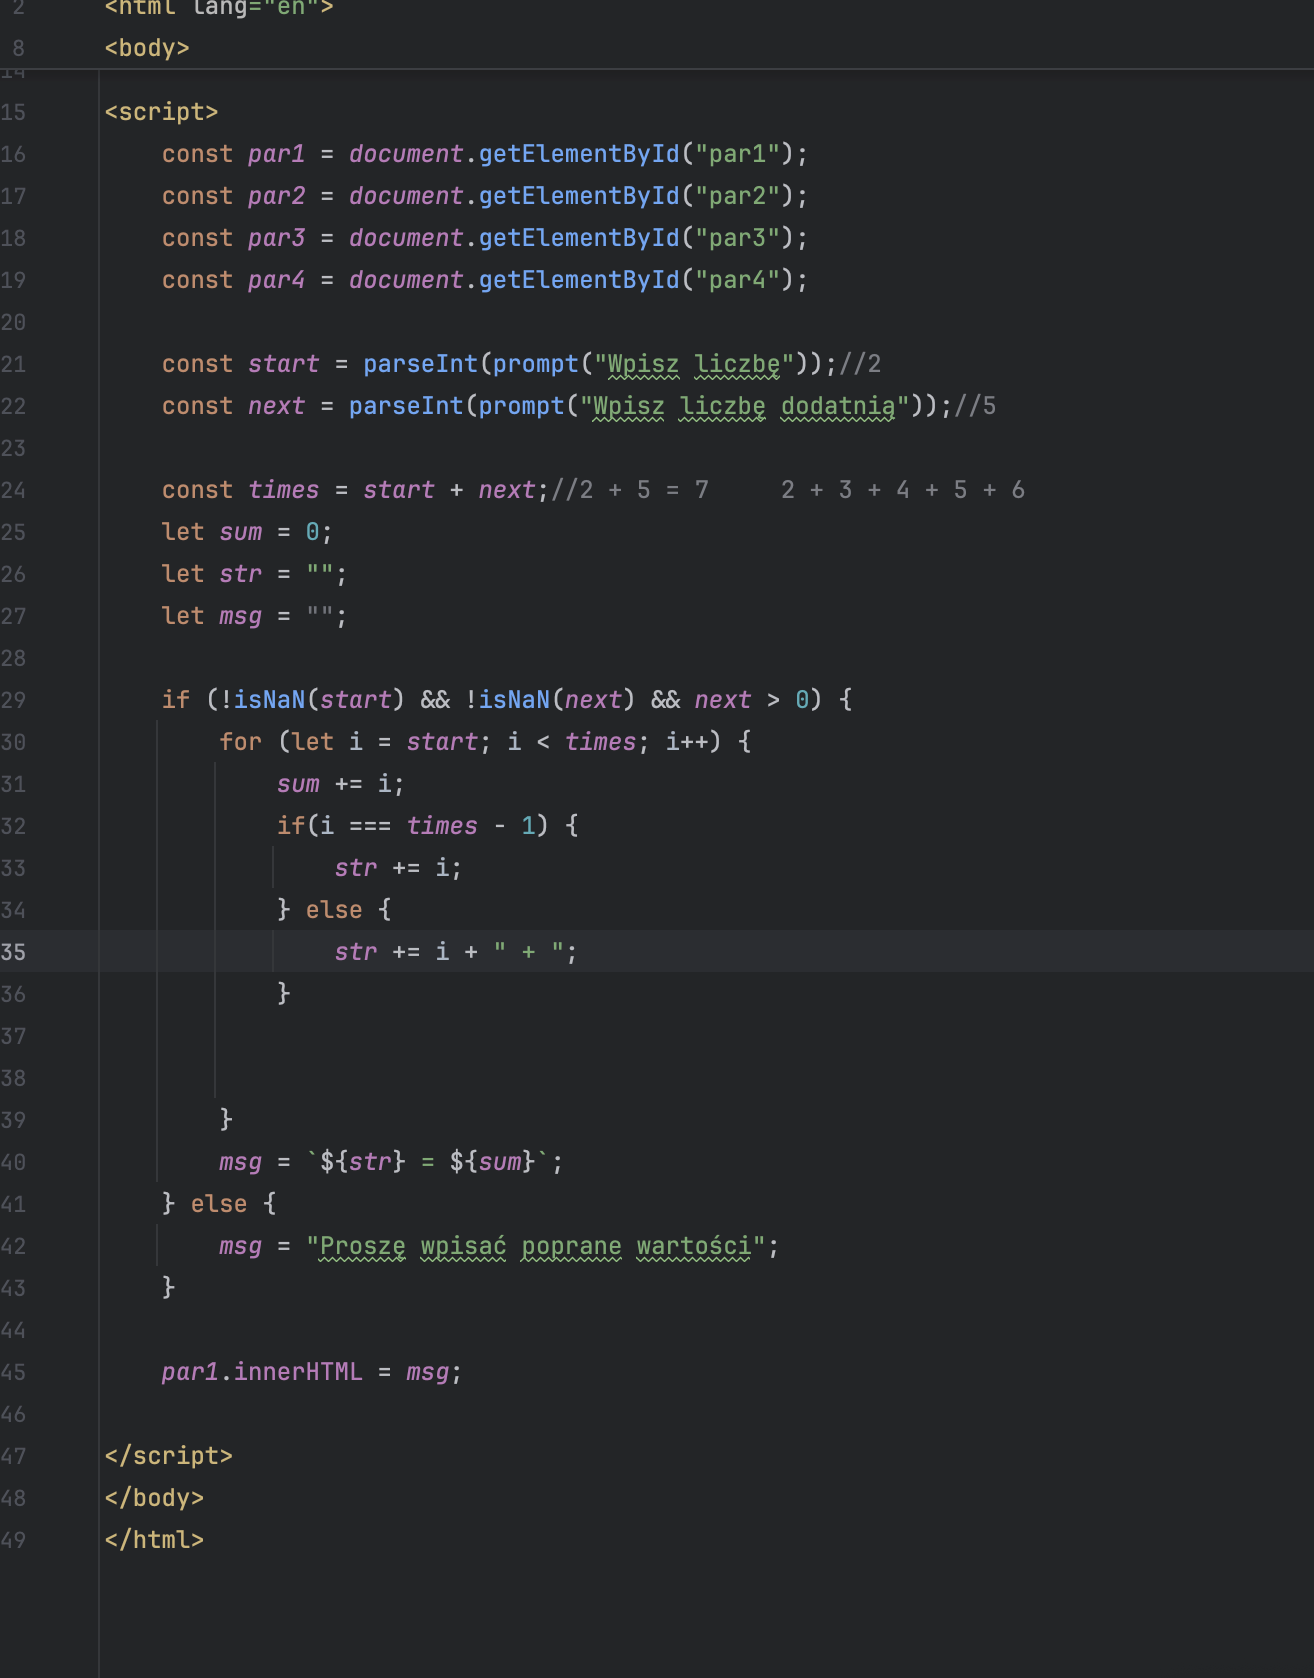 2 <html lang="en">
8 <body>
14
15 <script>
16 const par1 = document.getElementById("par1");
17 const par2 = document.getElementById("par2");
18 const par3 = document.getElementById("par3");
19 const par4 = document.getElementById("par4");
20
21 const start = parseInt(prompt("Wpisz liczbę"));//2
22 const next = parseInt(prompt("Wpisz liczbę dodatnią"));//5
23
24 const times = start + next;//2 + 5 = 7     2 + 3 + 4 + 5 + 6
25 let sum = 0;
26 let str = "";
27 let msg = "";
28
29 if (!isNaN(start) && !isNaN(next) && next > 0) {
30 for (let i = start; i < times; i++) {
31 sum += i;
32 if(i === times - 1) {
33 str += i;
34 } else {
35 str += i + " + ";
36 }
37
38
39 }
40 msg = `${str} = ${sum}`;
41 } else {
42 msg = "Proszę wpisać poprane wartości";
43 }
44
45 par1.innerHTML = msg;
46
47 </script>
48 </body>
49 </html>